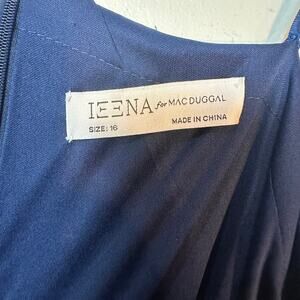 IEENA for MAC DUGGAL
SIZE: 16 MADE IN CHINA